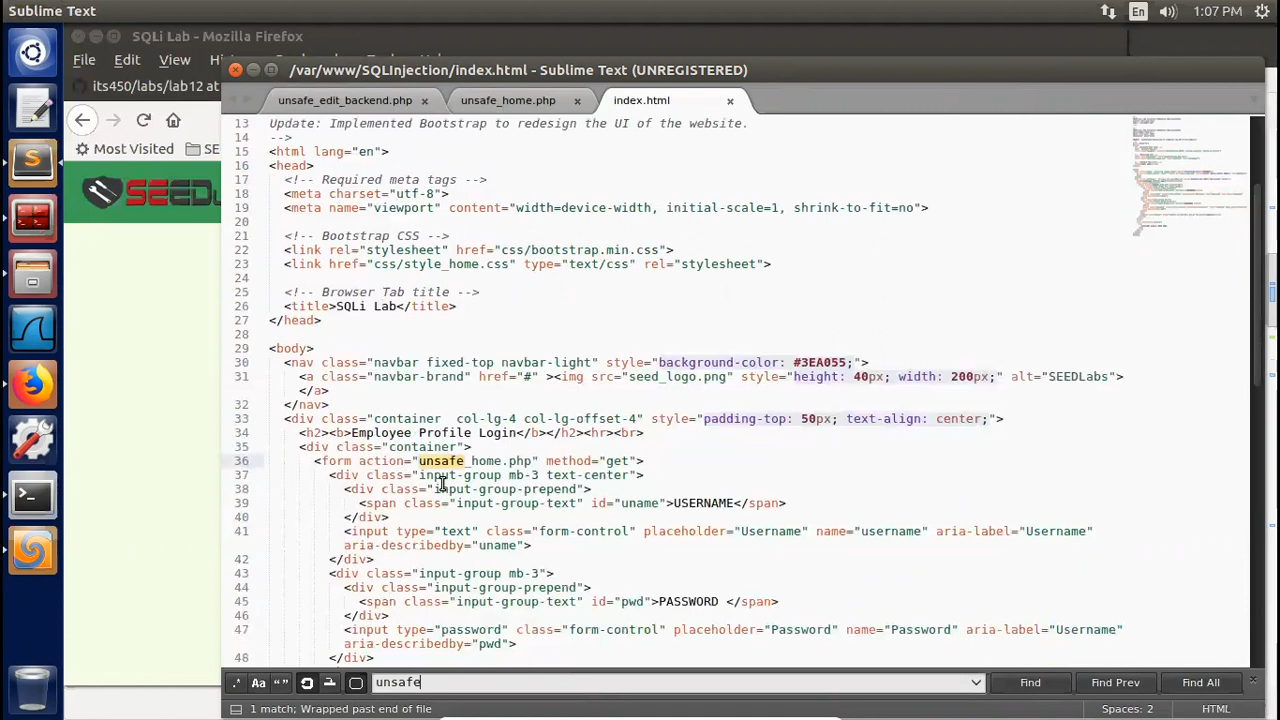 Sublime Text
En
1:07 PM
SQLi Lab - Mozilla Firefox
File Edit View
its450/labs/lab12 at
Most Visited
SE
SEED
/var/www/SQLInjection/index.html - Sublime Text (UNREGISTERED)
unsafe_edit_backend.php
unsafe_home.php
index.html
13 Update: Implemented Bootstrap to redesign the UI of the website.
14 -->
15 <html lang="en">
16 <head>
17 <!-- Required meta tags -->
18 <meta charset="utf-8">
19 <meta name="viewport" content="width=device-width, initial-scale=1, shrink-to-fit=no">
20
21 <!-- Bootstrap CSS -->
22 <link rel="stylesheet" href="css/bootstrap.min.css">
23 <link href="css/style_home.css" type="text/css" rel="stylesheet">
24
25 <!-- Browser Tab title -->
26 <title>SQLi Lab</title>
27 </head>
28
29 <body>
30 <nav class="navbar fixed-top navbar-light" style="background-color: #3EA055;">
31 <a class="navbar-brand" href="#" ><img src="seed_logo.png" style="height: 40px; width: 200px;" alt="SEEDLabs">
</a>
32 </nav>
33 <div class="container  col-lg-4 col-lg-offset-4" style="padding-top: 50px; text-align: center;">
34 <h2><b>Employee Profile Login</b></h2><hr><br>
35 <div class="container">
36 <form action="unsafe_home.php" method="get">
37 <div class="input-group mb-3 text-center">
38 <div class="input-group-prepend">
39 <span class="input-group-text" id="uname">USERNAME</span>
40 </div>
41 <input type="text" class="form-control" placeholder="Username" name="username" aria-label="Username"
aria-describedby="uname">
42 </div>
43 <div class="input-group mb-3">
44 <div class="input-group-prepend">
45 <span class="input-group-text" id="pwd">PASSWORD </span>
46 </div>
47 <input type="password" class="form-control" placeholder="Password" name="Password" aria-label="Username"
aria-describedby="pwd">
48 </div>
.* Aa “ ” unsafe
Find
Find Prev
Find All
1 match; Wrapped past end of file
Spaces: 2
HTML